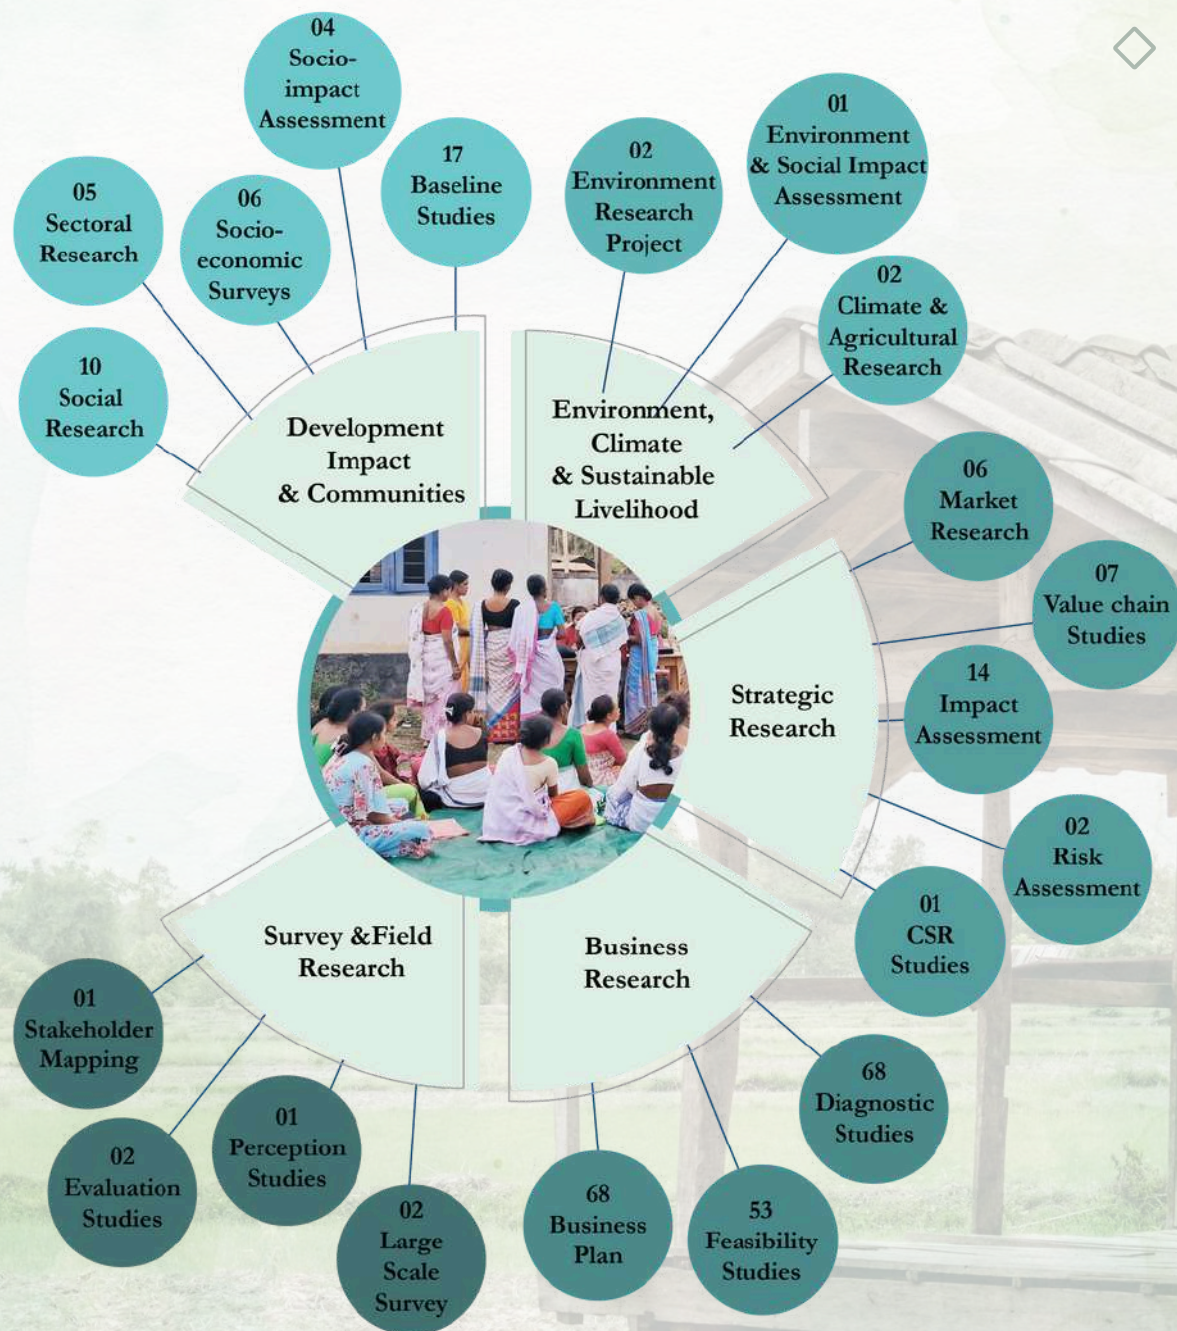 04
Socio-
impact
Assessment
17
Baseline
Studies
05
Sectoral
Research
06
Socio-
economic
Surveys
10
Social
Research
Development
Impact
& Communities
02
Environment
Research
Project
01
Environment
& Social Impact
Assessment
02
Climate &
Agricultural
Research
Environment,
Climate
& Sustainable
Livelihood
06
Market
Research
07
Value chain
Studies
14
Impact
Assessment
02
Risk
Assessment
01
CSR
Studies
Strategic
Research
Survey &Field
Research
01
Stakeholder
Mapping
02
Evaluation
Studies
01
Perception
Studies
02
Large
Scale
Survey
Business
Research
68
Diagnostic
Studies
53
Feasibility
Studies
68
Business
Plan